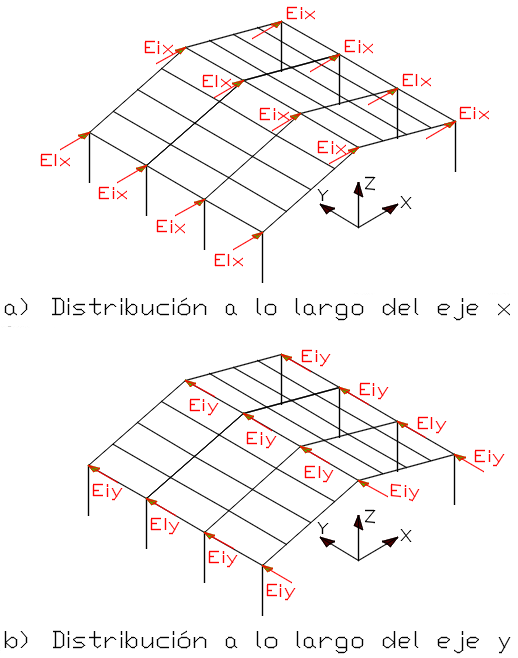 Eix
Eix
Eix
EIx
EIx
Eix
Eix
Eix
EIx
Eix
Eix
EIx
Z
Y
X
a) Distribución a lo largo del eje x
Eiy
Eiy
Eiy
EIy
Eiy
Eiy
EIy
Eiy
Eiy
EIy
Eiy
Eiy
Z
Y
X
b) Distribución a lo largo del eje y